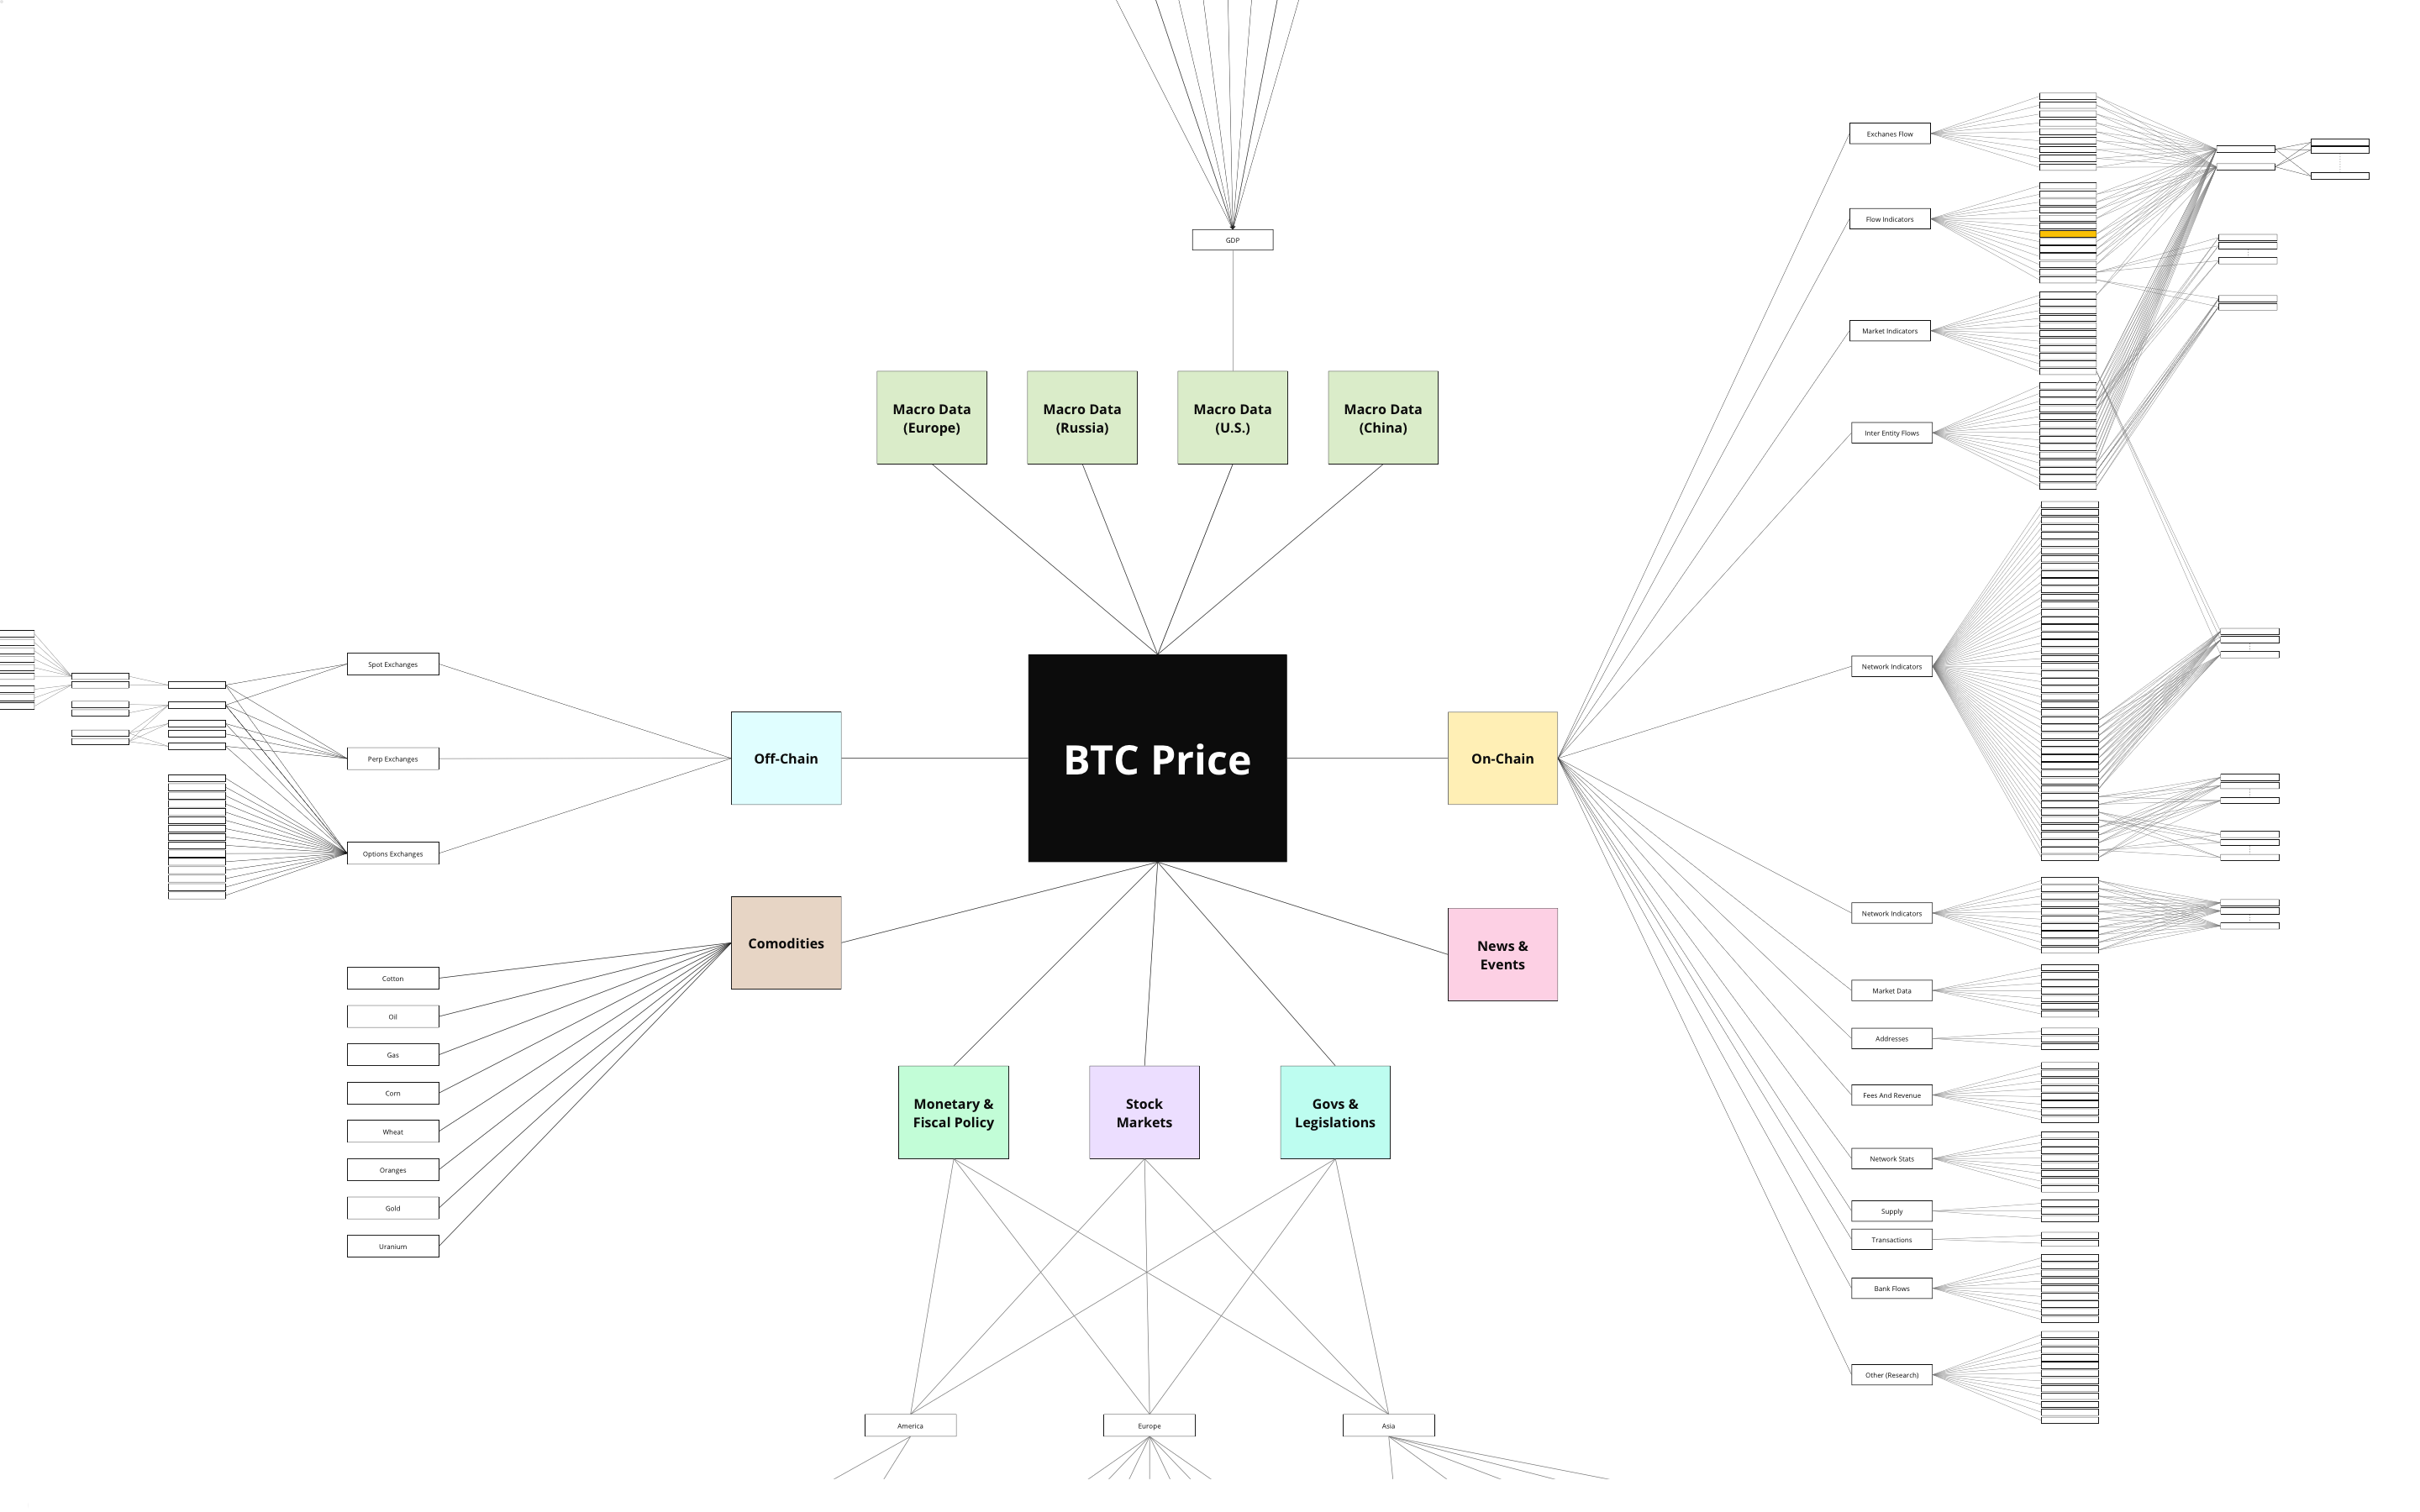 GDP
Macro Data
(Europe)
Macro Data
(Russia)
Macro Data
(U.S.)
Macro Data
(China)
BTC Price
Off-Chain
Spot Exchanges
Perp Exchanges
Options Exchanges
Comodities
Cotton
Oil
Gas
Corn
Wheat
Oranges
Gold
Uranium
Monetary &
Fiscal Policy
Stock
Markets
Govs &
Legislations
America
Europe
Asia
News &
Events
On-Chain
Exchanes Flow
Flow Indicators
Market Indicators
Inter Entity Flows
Network Indicators
Network Indicators
Market Data
Addresses
Fees And Revenue
Network Stats
Supply
Transactions
Bank Flows
Other (Research)